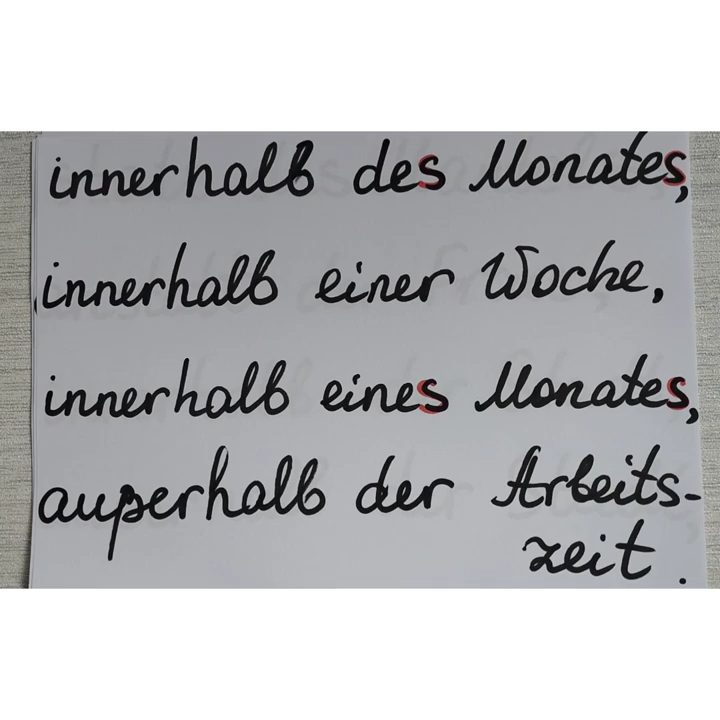 innerhalb des Monates,
innerhalb einer Woche,
innerhalb eines Monates,
außerhalb der Arbeits-
zeit.